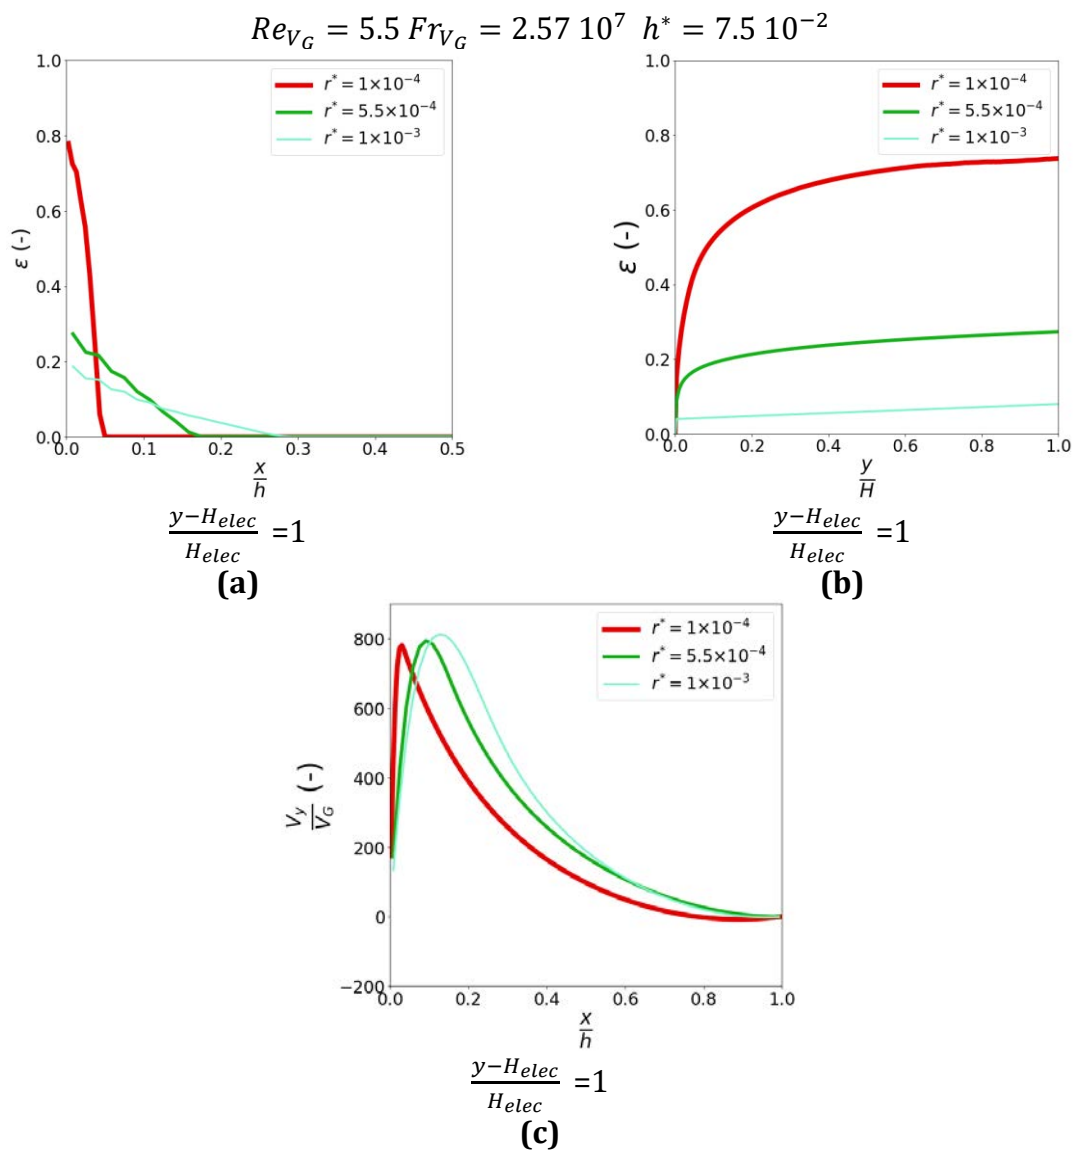 Re_{V_G} = 5.5 Fr_{V_G} = 2.57 10^7 h* = 7.5 10^{-2}
1.0
0.8
0.6
0.4
0.2
0.0
ε (-)
r* = 1×10^{-4}
r* = 5.5×10^{-4}
r* = 1×10^{-3}
0.0 0.1 0.2 0.3 0.4 0.5
x/h
\frac{y−H_{elec}}{H_{elec}} =1
(a)
1.0
0.8
0.6
0.4
0.2
0.0
ε (-)
r* = 1×10^{-4}
r* = 5.5×10^{-4}
r* = 1×10^{-3}
0.0 0.2 0.4 0.6 0.8 1.0
y/H
\frac{y−H_{elec}}{H_{elec}} =1
(b)
800
600
400
200
0
−200
V_y/V_G (-)
r* = 1×10^{-4}
r* = 5.5×10^{-4}
r* = 1×10^{-3}
0.0 0.2 0.4 0.6 0.8 1.0
x/h
\frac{y−H_{elec}}{H_{elec}} =1
(c)